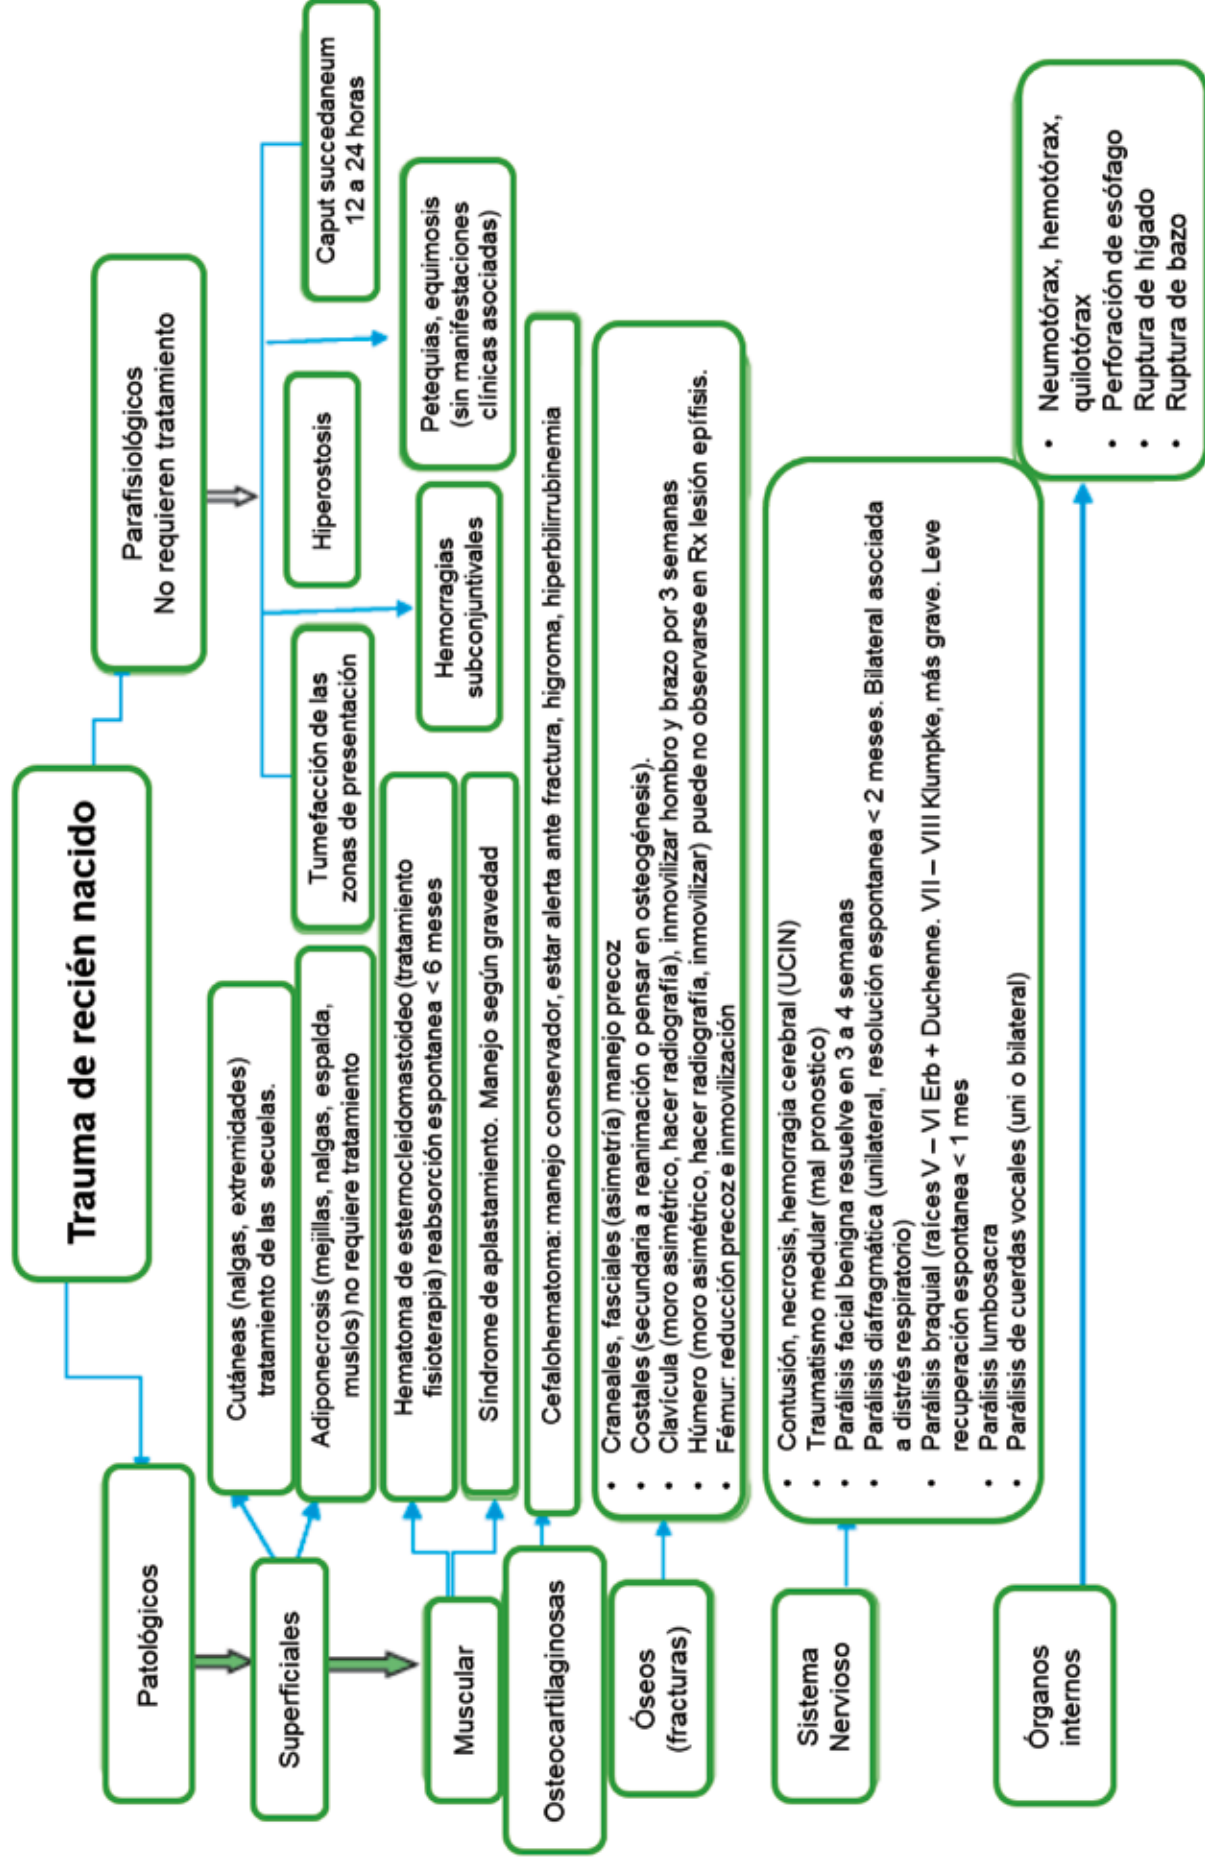 Trauma de recién nacido
Patológicos
Parafisiológicos
No requieren tratamiento
Superficiales
Cutáneas (nalgas, extremidades)
tratamiento de las secuelas.
Adiponecrosis (mejillas, nalgas, espalda,
muslos) no requiere tratamiento
Tumefacción de las
zonas de presentación
Hiperostosis
Caput succedaneum
12 a 24 horas
Hemorragias
subconjuntivales
Petequias, equimosis
(sin manifestaciones
clínicas asociadas)
Muscular
Hematoma de esternocleidomastoideo (tratamiento
fisioterapia) reabsorción espontanea < 6 meses
Síndrome de aplastamiento. Manejo según gravedad
Osteocartilaginosas
Cefalohematoma: manejo conservador, estar alerta ante fractura, higroma, hiperbilirrubinemia
Óseos
(fracturas)
• Craneales, fasciales (asimetría) manejo precoz
• Costales (secundaria a reanimación o pensar en osteogénesis).
• Clavícula (moro asimétrico, hacer radiografía), inmovilizar hombro y brazo por 3 semanas
• Húmero (moro asimétrico, hacer radiografía, inmovilizar) puede no observarse en Rx lesión epífisis.
• Fémur: reducción precoz e inmovilización
Sistema
Nervioso
• Contusión, necrosis, hemorragia cerebral (UCIN)
• Traumatismo medular (mal pronostico)
• Parálisis facial benigna resuelve en 3 a 4 semanas
• Parálisis diafragmática (unilateral, resolución espontanea < 2 meses. Bilateral asociada
a distrés respiratorio)
• Parálisis braquial (raíces V – VI Erb + Duchenne. VII – VIII Klumpke, más grave. Leve
recuperación espontanea < 1 mes
• Parálisis lumbosacra
• Parálisis de cuerdas vocales (uni o bilateral)
Órganos
internos
• Neumotórax, hemotórax,
quilotórax
• Perforación de esófago
• Ruptura de hígado
• Ruptura de bazo